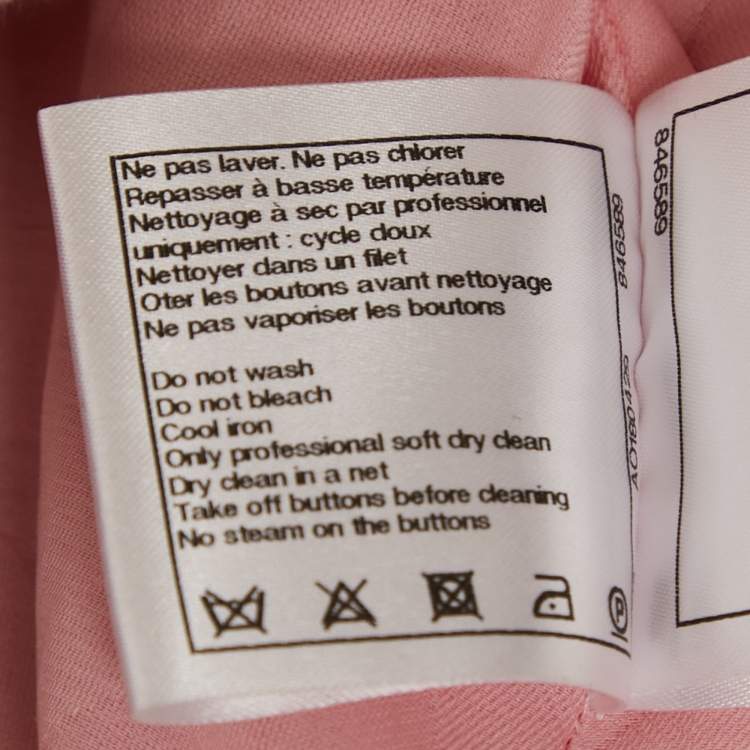 Ne pas laver. Ne pas chlorer
Repasser à basse température
Nettoyage à sec par professionnel
uniquement : cycle doux
Nettoyer dans un filet
Oter les boutons avant nettoyage
Ne pas vaporiser les boutons
Do not wash
Do not bleach
Cool iron
Only professional soft dry clean
Dry clean in a net
Take off buttons before cleaning
No steam on the buttons
P
846589
846589